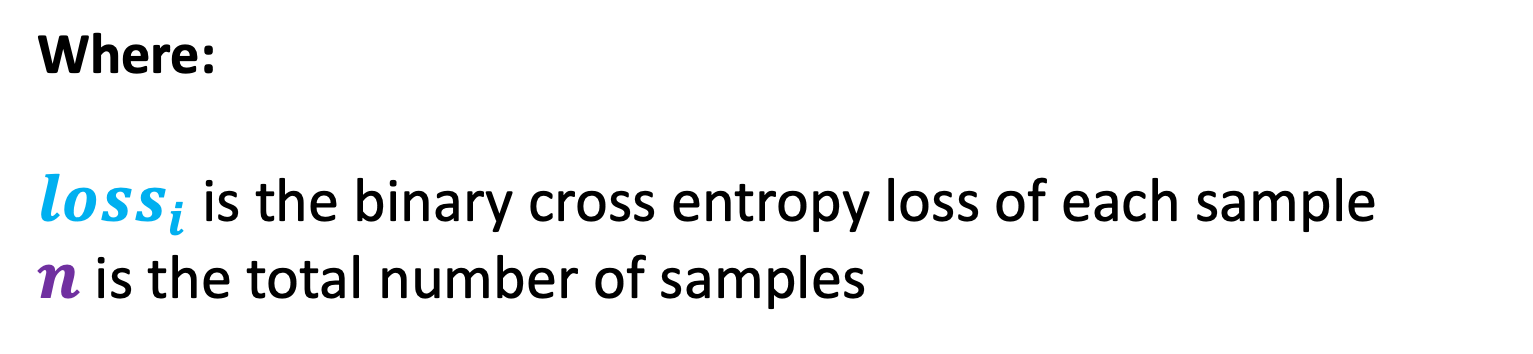 Where:
lossᵢ is the binary cross entropy loss of each sample
n is the total number of samples